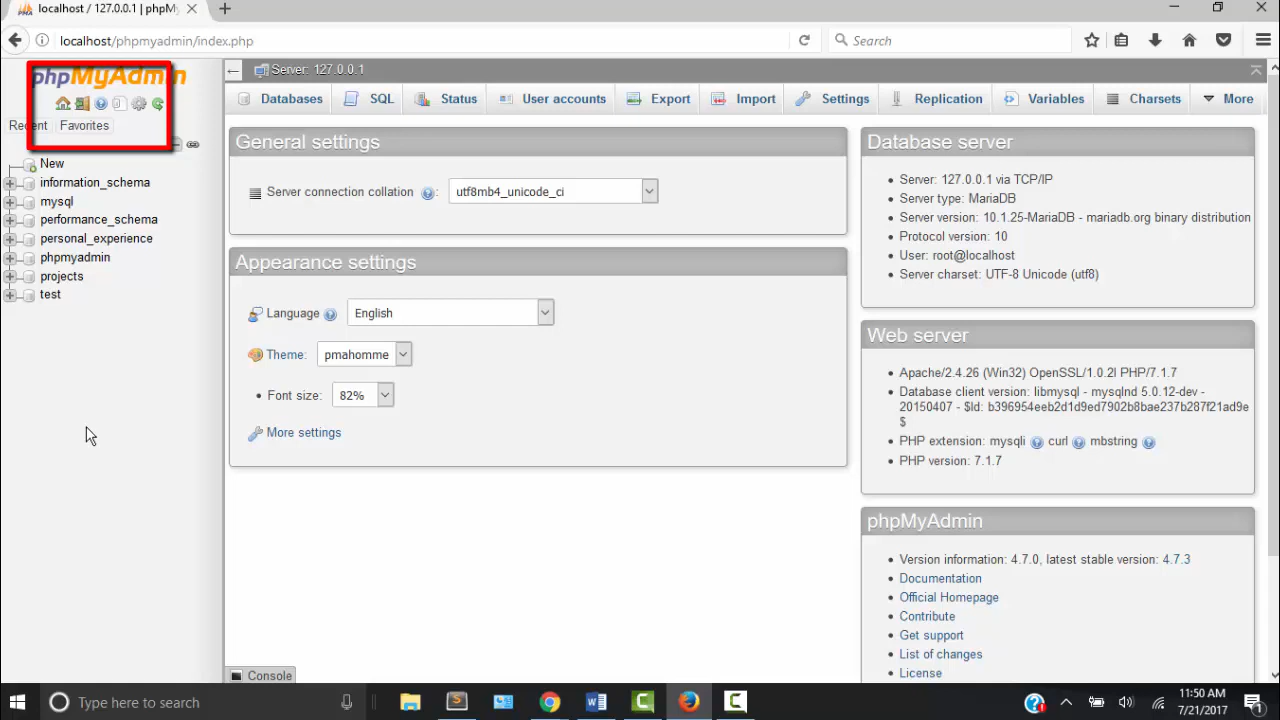 localhost / 127.0.0.1 | phpMy
localhost/phpmyadmin/index.php
Search
phpMyAdmin
Recent Favorites
New
information_schema
mysql
performance_schema
personal_experience
phpmyadmin
projects
test
Server: 127.0.0.1
Databases SQL Status User accounts Export Import Settings Replication Variables Charsets More
General settings
Server connection collation : utf8mb4_unicode_ci
Appearance settings
Language English
Theme: pmahomme
Font size: 82%
More settings
Database server
Server: 127.0.0.1 via TCP/IP
Server type: MariaDB
Server version: 10.1.25-MariaDB - mariadb.org binary distribution
Protocol version: 10
User: root@localhost
Server charset: UTF-8 Unicode (utf8)
Web server
Apache/2.4.26 (Win32) OpenSSL/1.0.2l PHP/7.1.7
Database client version: libmysql - mysqlnd 5.0.12-dev -
20150407 - $Id: b396954eeb2d1d9ed7902b8bae237b287f21ad9e
$
PHP extension: mysqli curl mbstring
PHP version: 7.1.7
phpMyAdmin
Version information: 4.7.0, latest stable version: 4.7.3
Documentation
Official Homepage
Contribute
Get support
List of changes
License
Console
Type here to search
11:50 AM
7/21/2017